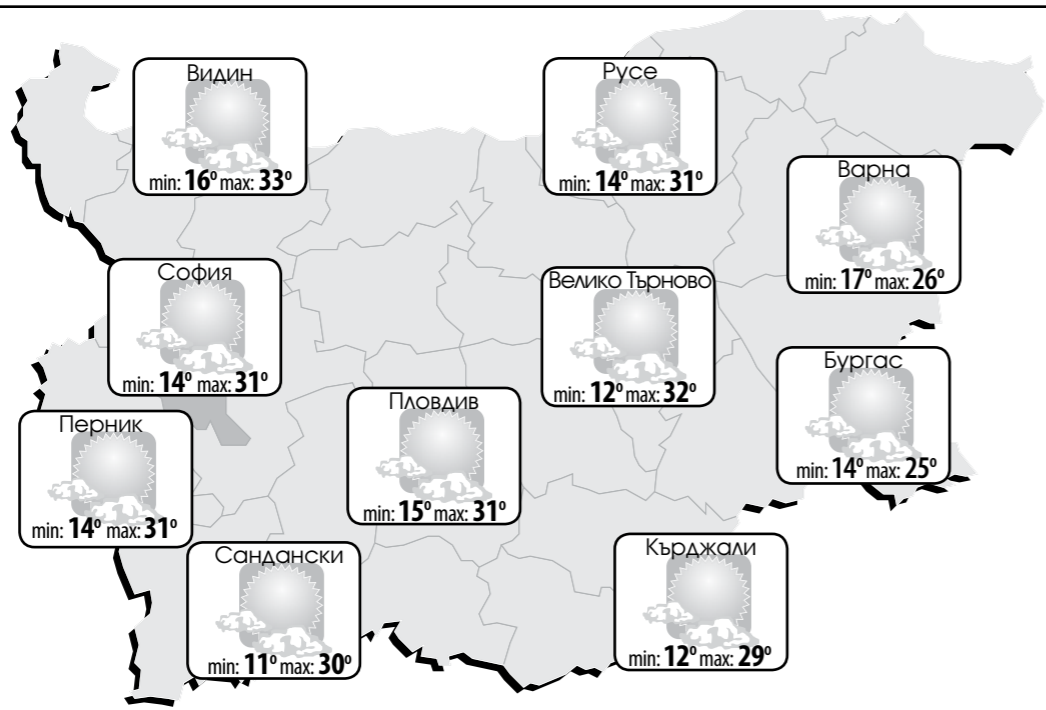 Видин
min: 16° max: 33°
Русе
min: 14° max: 31°
Варна
min: 17° max: 26°
София
min: 14° max: 31°
Велико Търново
min: 12° max: 32°
Бургас
min: 14° max: 25°
Пловдив
min: 15° max: 31°
Перник
min: 14° max: 31°
Сандански
min: 11° max: 30°
Кърджали
min: 12° max: 29°